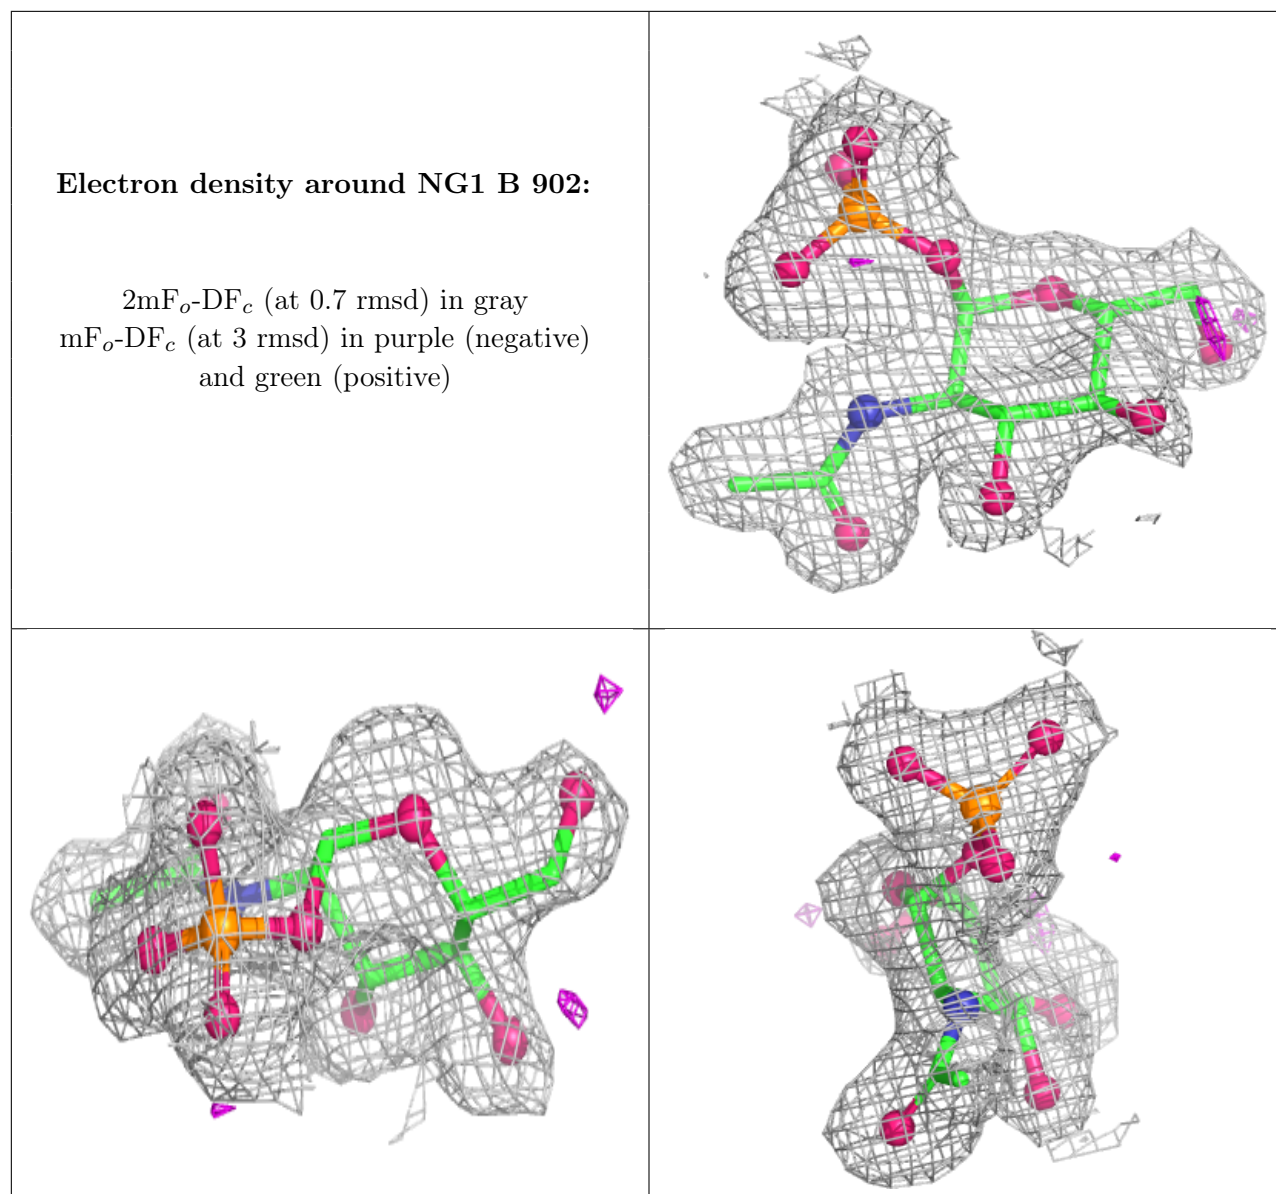 Electron density around NG1 B 902:
2mFo-DFc (at 0.7 rmsd) in gray
mFo-DFc (at 3 rmsd) in purple (negative)
and green (positive)